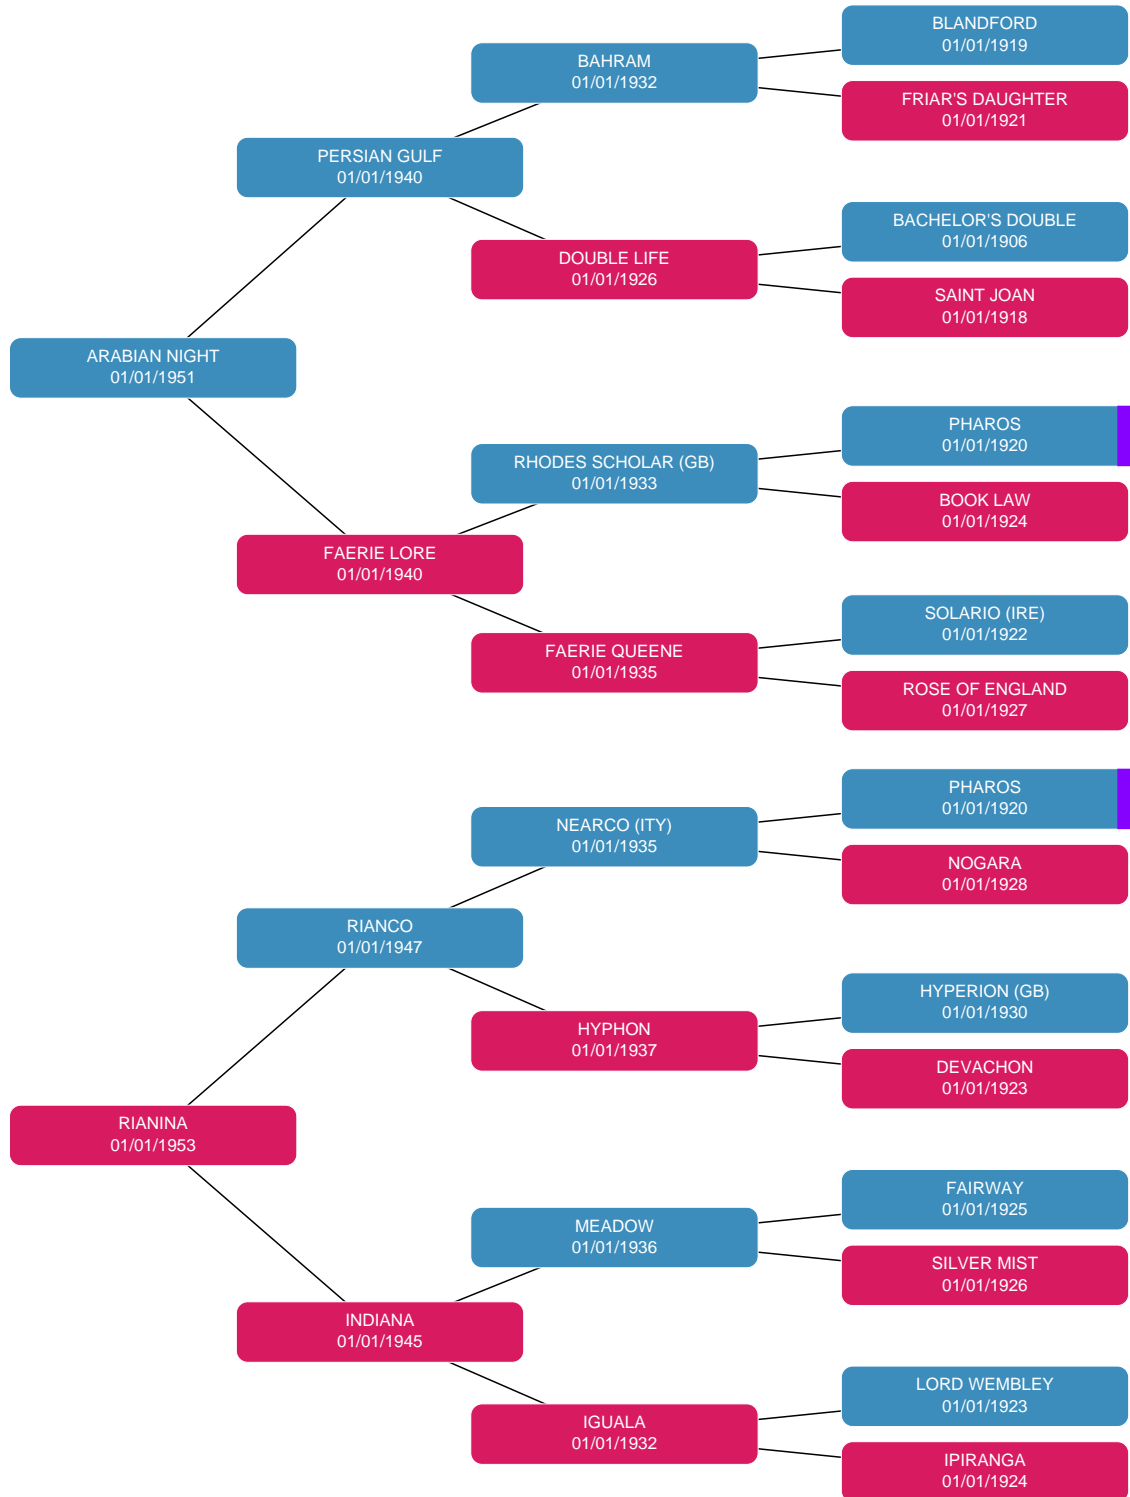 BLANDFORD
01/01/1919
BAHRAM
01/01/1932
FRIAR'S DAUGHTER
01/01/1921
PERSIAN GULF
01/01/1940
BACHELOR'S DOUBLE
01/01/1906
DOUBLE LIFE
01/01/1926
SAINT JOAN
01/01/1918
ARABIAN NIGHT
01/01/1951
PHAROS
01/01/1920
RHODES SCHOLAR (GB)
01/01/1933
BOOK LAW
01/01/1924
FAERIE LORE
01/01/1940
SOLARIO (IRE)
01/01/1922
FAERIE QUEENE
01/01/1935
ROSE OF ENGLAND
01/01/1927
PHAROS
01/01/1920
NEARCO (ITY)
01/01/1935
NOGARA
01/01/1928
RIANCO
01/01/1947
HYPERION (GB)
01/01/1930
HYPHON
01/01/1937
DEVACHON
01/01/1923
RIANINA
01/01/1953
FAIRWAY
01/01/1925
MEADOW
01/01/1936
SILVER MIST
01/01/1926
INDIANA
01/01/1945
LORD WEMBLEY
01/01/1923
IGUALA
01/01/1932
IPIRANGA
01/01/1924